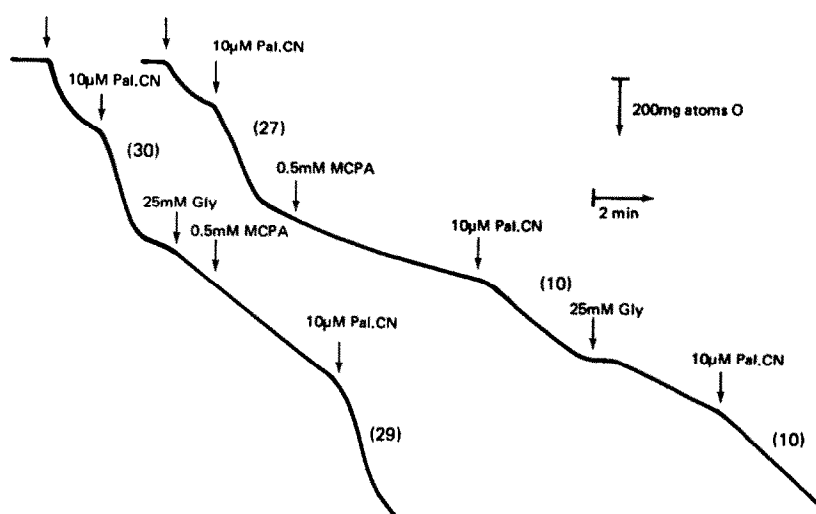 10µM Pal.CN
10µM Pal.CN
200mg atoms O
(27)
(30)
0.5mM MCPA
25mM Gly
2 min
0.5mM MCPA
10µM Pal.CN
(10)
25mM Gly
10µM Pal.CN
10µM Pal.CN
(29)
(10)